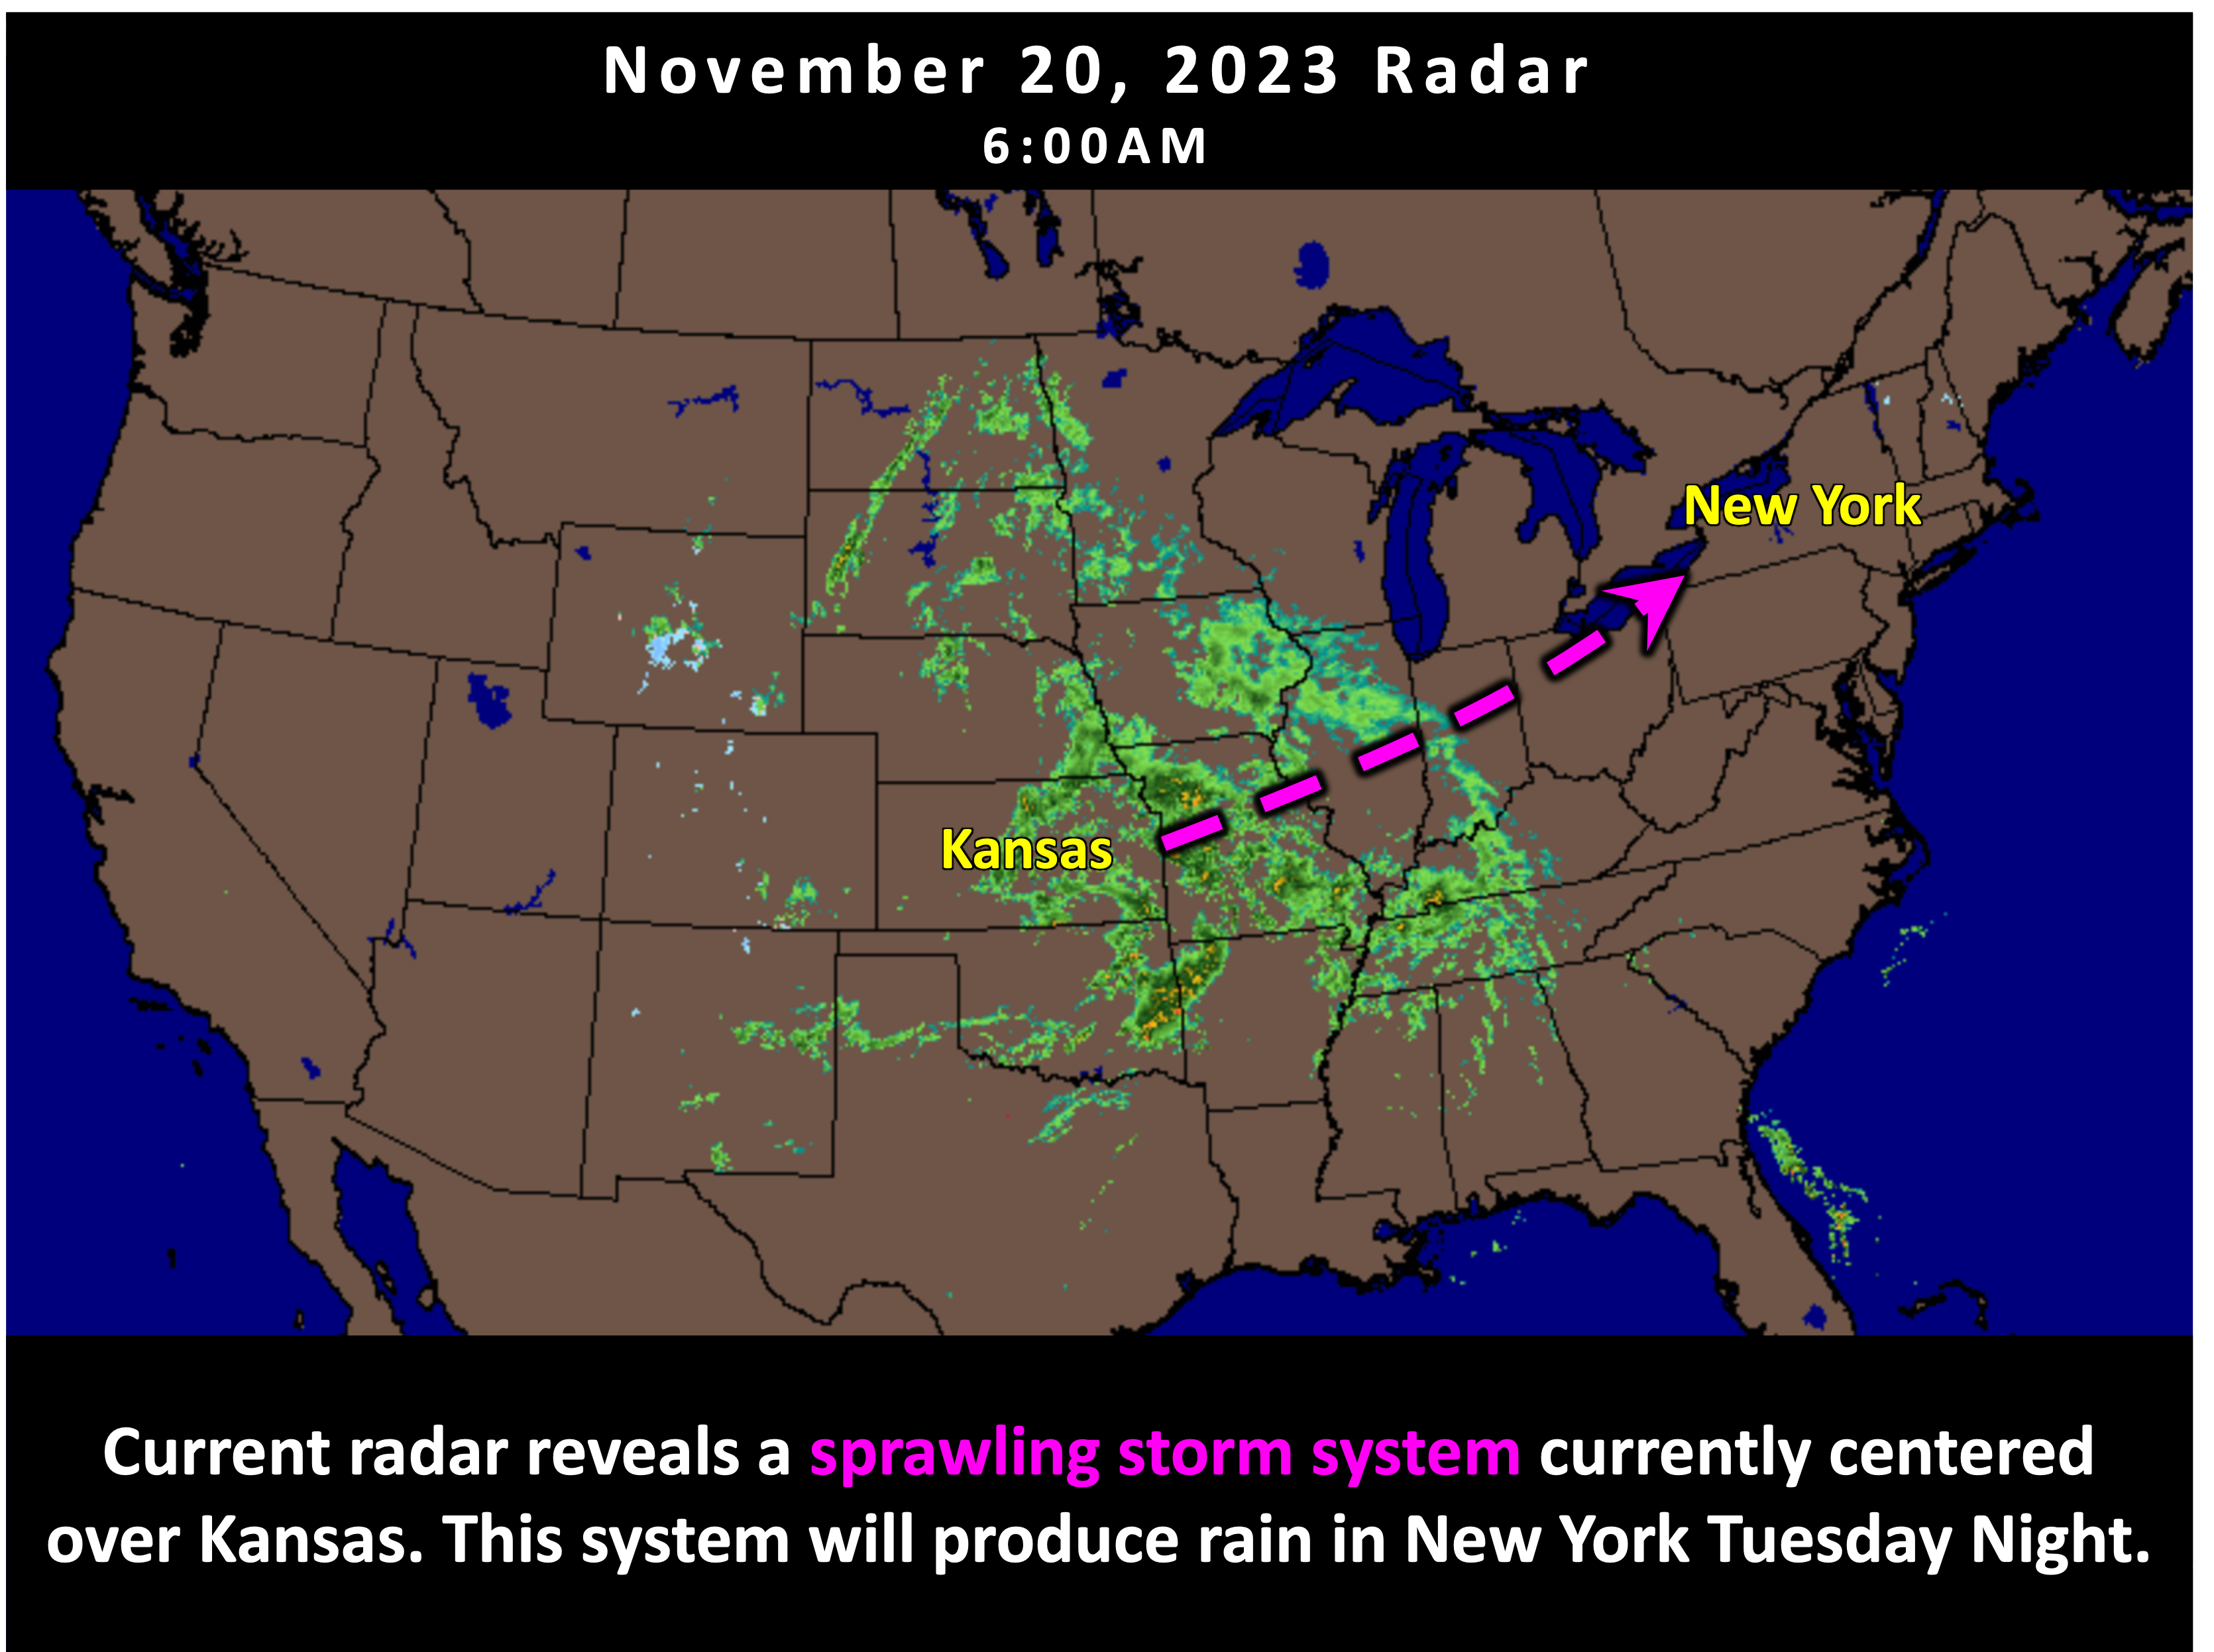 November 20, 2023 Radar
6:00AM
New York
Kansas
Current radar reveals a sprawling storm system currently centered
over Kansas. This system will produce rain in New York Tuesday Night.